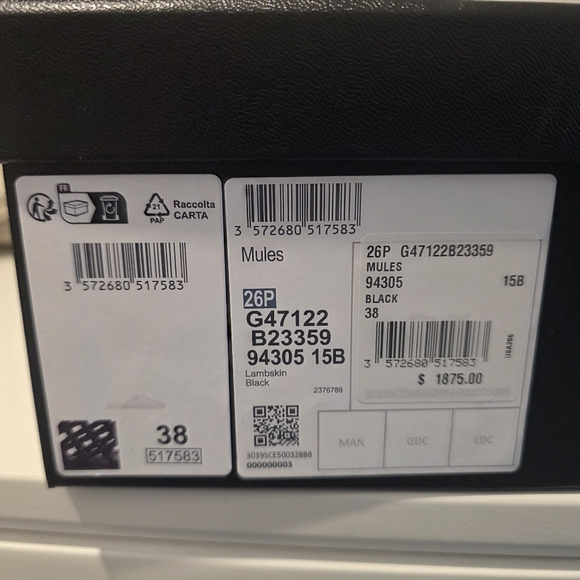 FR
21
PAP
Raccolta
CARTA
3 572680 517583
38
517583
3 572680 517583
Mules
26P
G47122
B23359
94305 15B
Lambskin
Black
2376789
30395CE500328B8
000000003
MAN
GDC
LDC
26P G47122B23359
MULES
94305 15B
BLACK
38
3 572680 517583
USA206
$ 1875.00